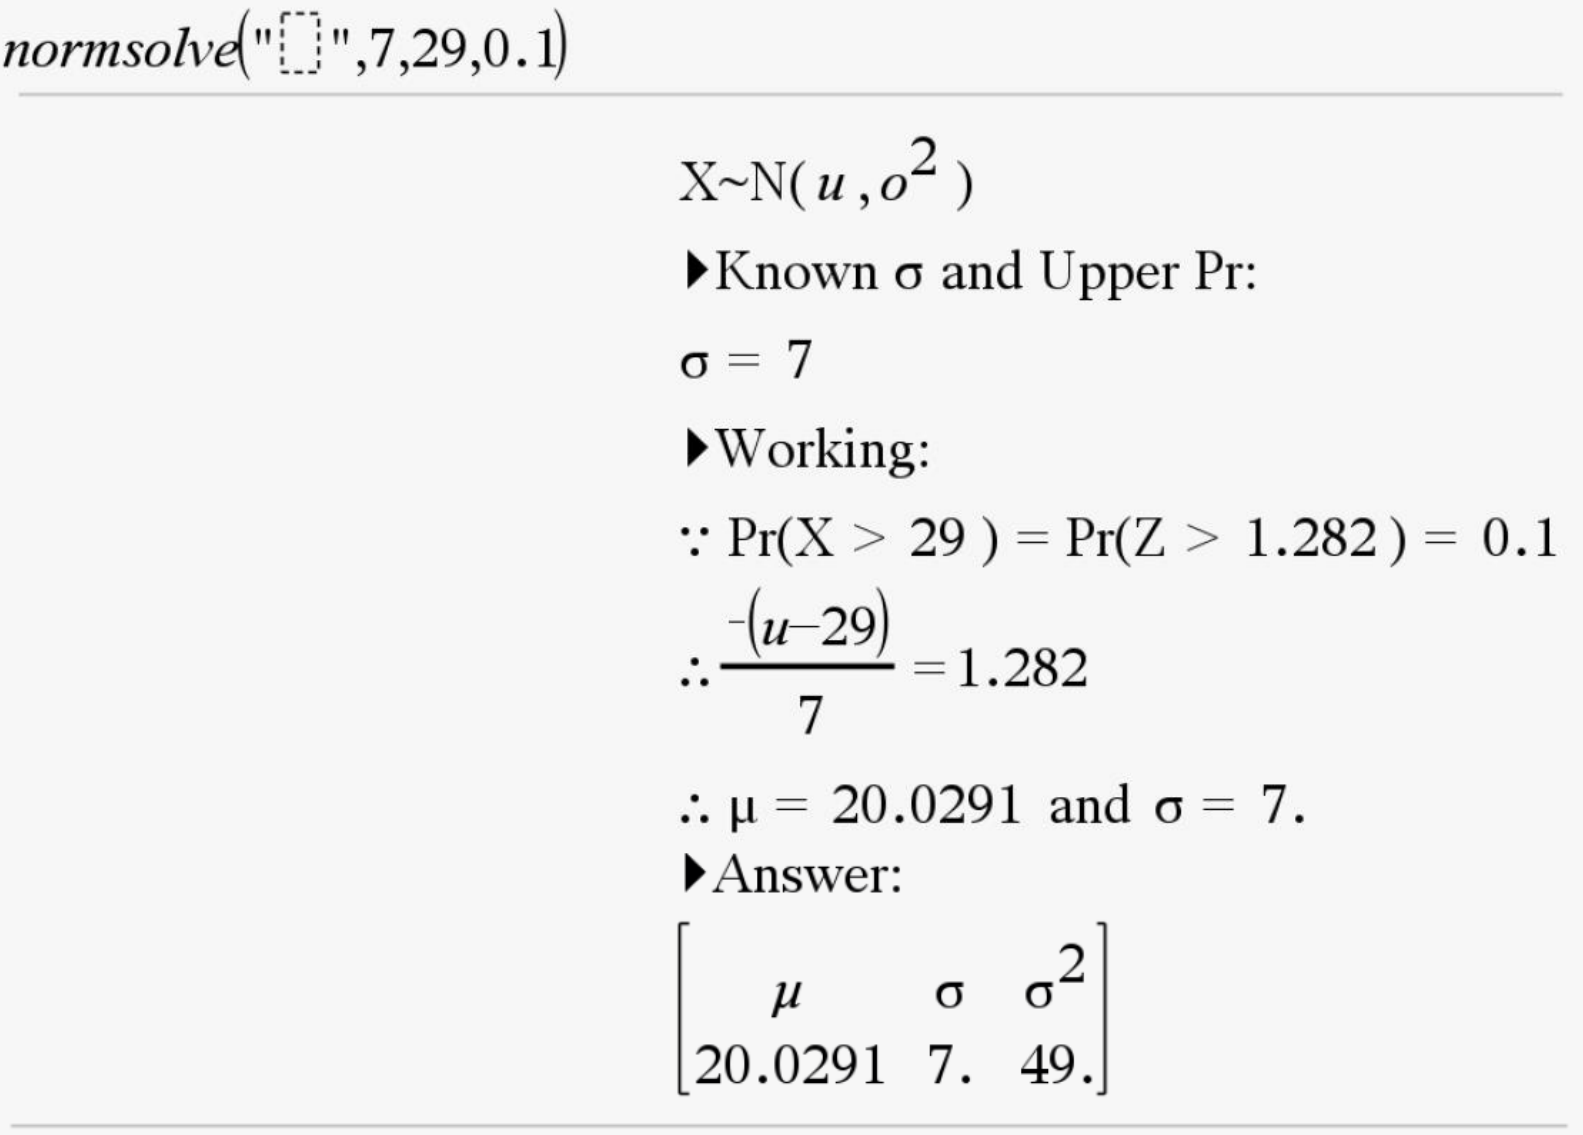 normsolve("⬚",7,29,0.1)
X~N( u ,o² )
▶Known σ and Upper Pr:
σ = 7
▶Working:
∵ Pr(X > 29 ) = Pr(Z > 1.282 ) = 0.1
∴ -(u-29)/7 = 1.282
∴ μ = 20.0291 and σ = 7.
▶Answer:
μ σ σ²
20.0291 7. 49.